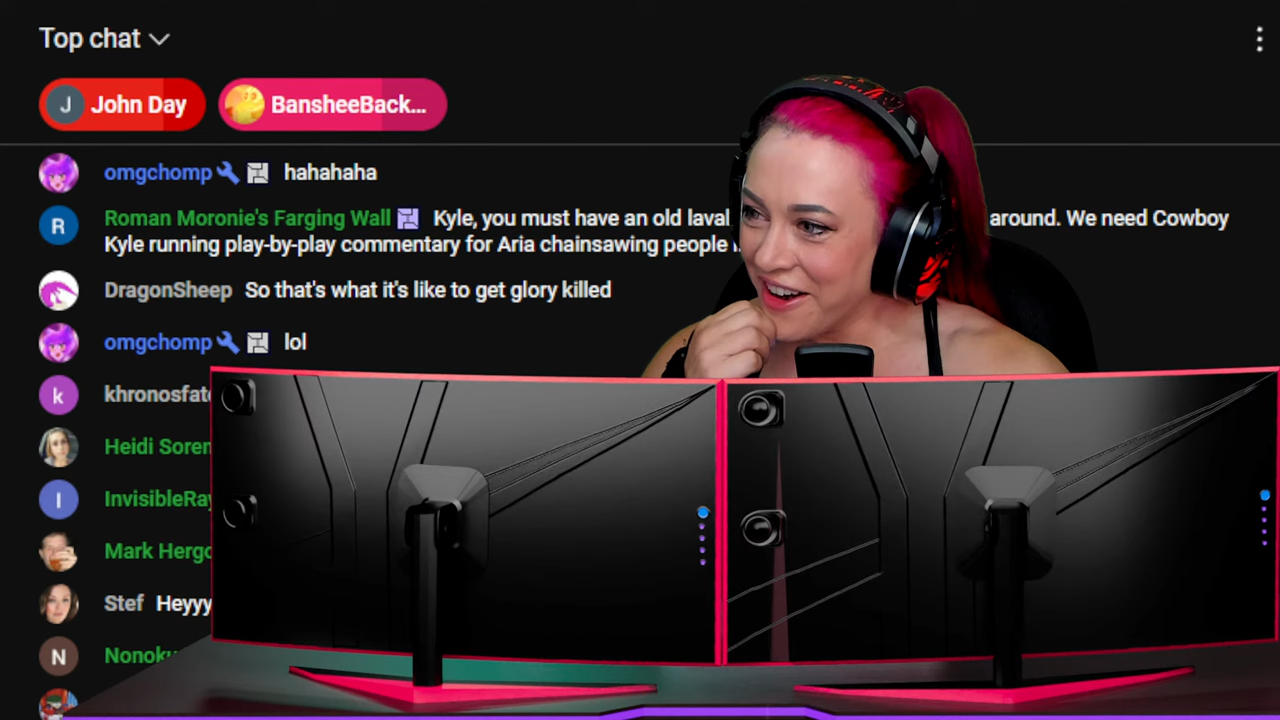 Top chat
J John Day
BansheeBack...
omgchomp hahahaha
R Roman Moronie's Farging Wall Kyle, you must have an old laval around. We need Cowboy
Kyle running play-by-play commentary for Aria chainsawing people
DragonSheep So that's what it's like to get glory killed
omgchomp lol
k khronosfat
Heidi Soren
I InvisibleRay
Mark Hergo
Stef Heyyy
N Nonoku